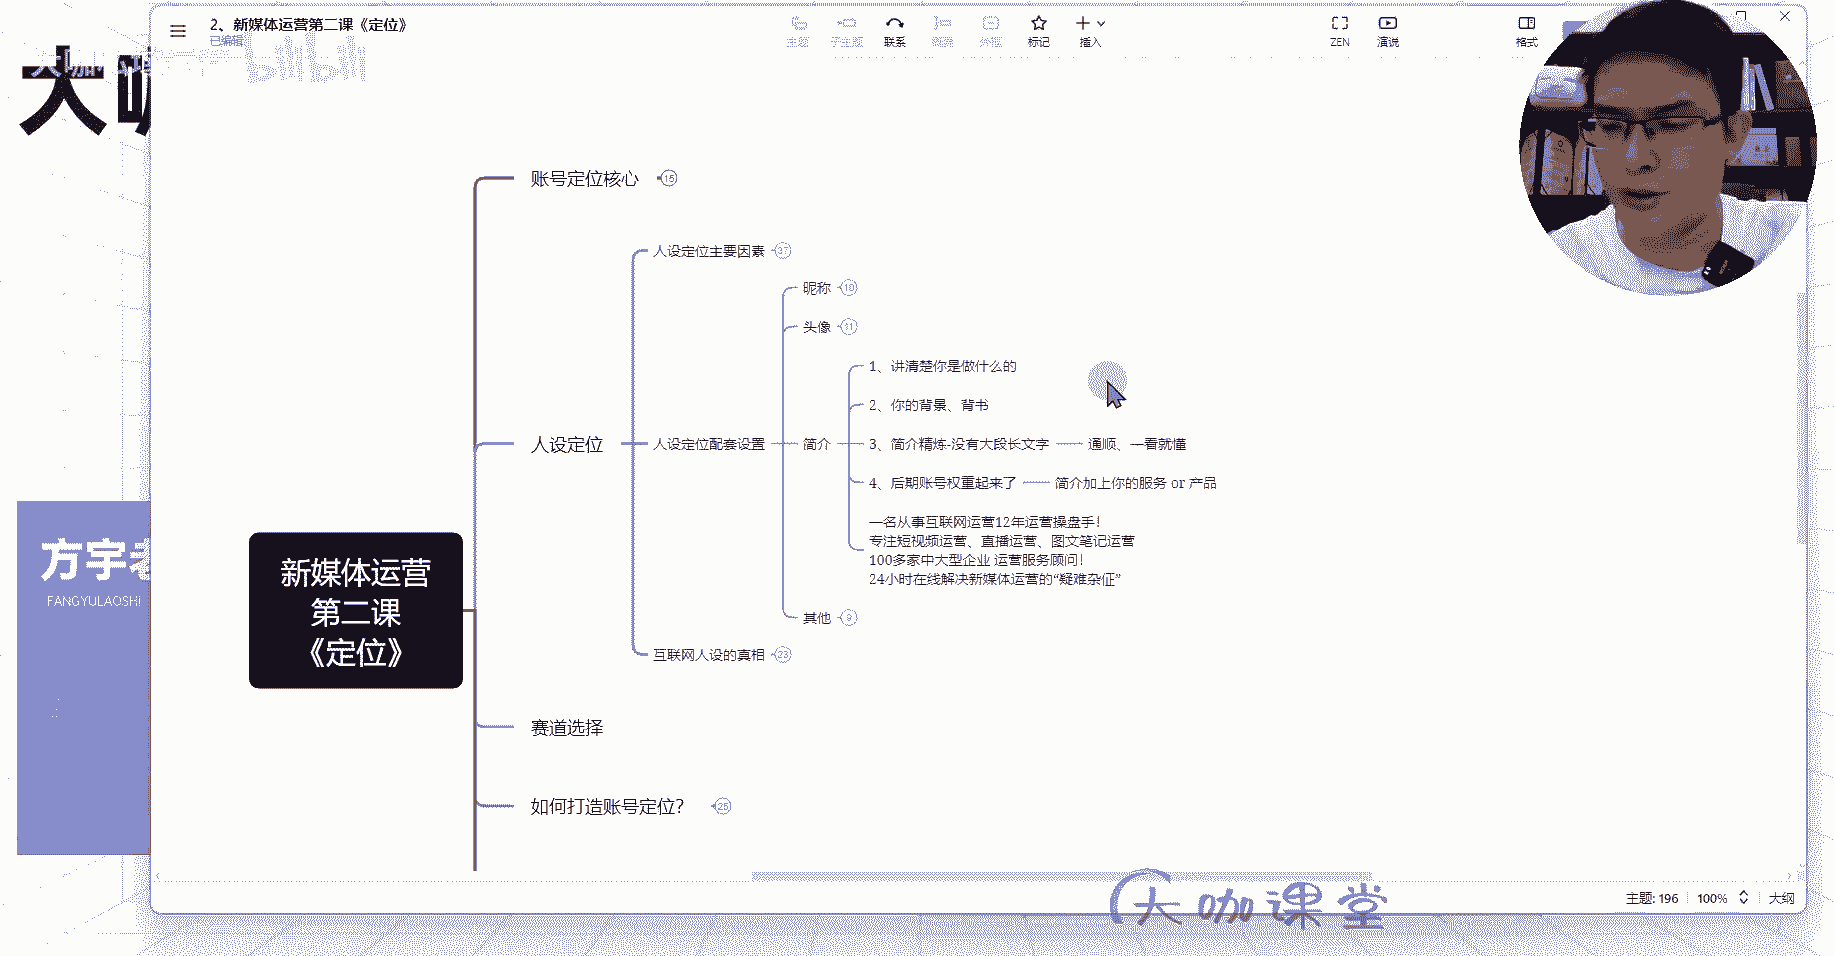 2、新媒体运营第二课《定位》
已编辑
主题
子主题
联系
概要
外框
标记
插入
ZEN
演说
格式
bilibili
大咖
方宇老
FANGYULAOSHI
新媒体运营
第二课
《定位》
账号定位核心 15
人设定位
人设定位主要因素 37
人设定位配套设置
昵称 10
头像 11
简介
1、讲清楚你是做什么的
2、你的背景、背书
3、简介精炼-没有大段长文字
通顺、一看就懂
4、后期账号权重起来了
简介加上你的服务 or 产品
一名从事互联网运营12年运营操盘手!
专注短视频运营、直播运营、图文笔记运营
100多家中大型企业 运营服务顾问!
24小时在线解决新媒体运营的“疑难杂怔”
其他 9
互联网人设的真相 23
赛道选择
如何打造账号定位? 25
大咖课堂
主题: 196
100%
大纲